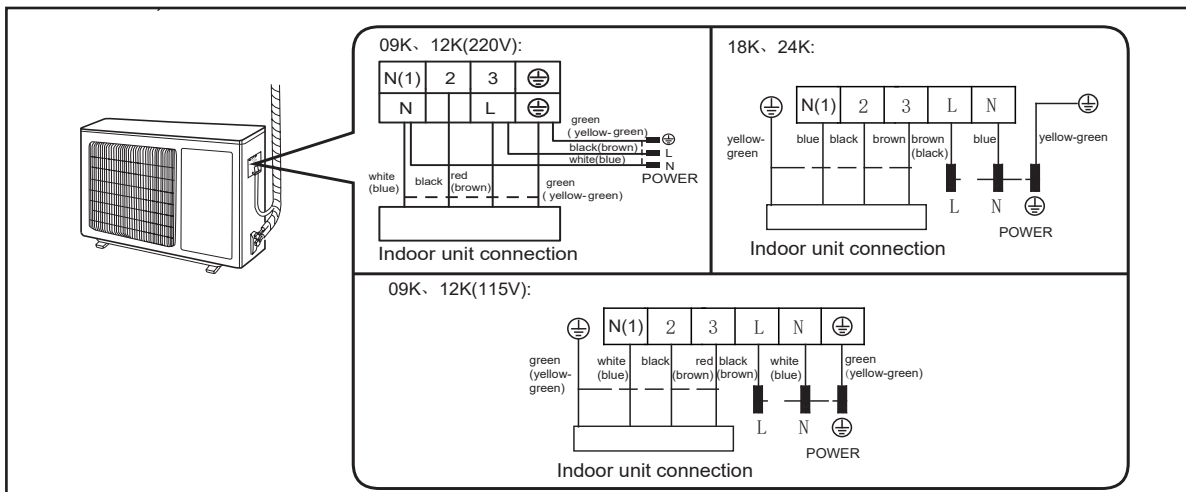 09K、12K(220V):
N(1) 2 3
N L
green
(yellow-green)
black(brown) L
white(blue) N
POWER
white
(blue)
black
red
(brown)
green
(yellow-green)
Indoor unit connection
18K、24K:
N(1) 2 3 L N
yellow-
green
blue black brown brown
(black)
blue
yellow-green
L N
POWER
Indoor unit connection
09K、12K(115V):
N(1) 2 3 L N
green
(yellow-
green)
white
(blue)
black
red
(brown)
black
(brown)
white
(blue)
green
(yellow-green)
L N
POWER
Indoor unit connection